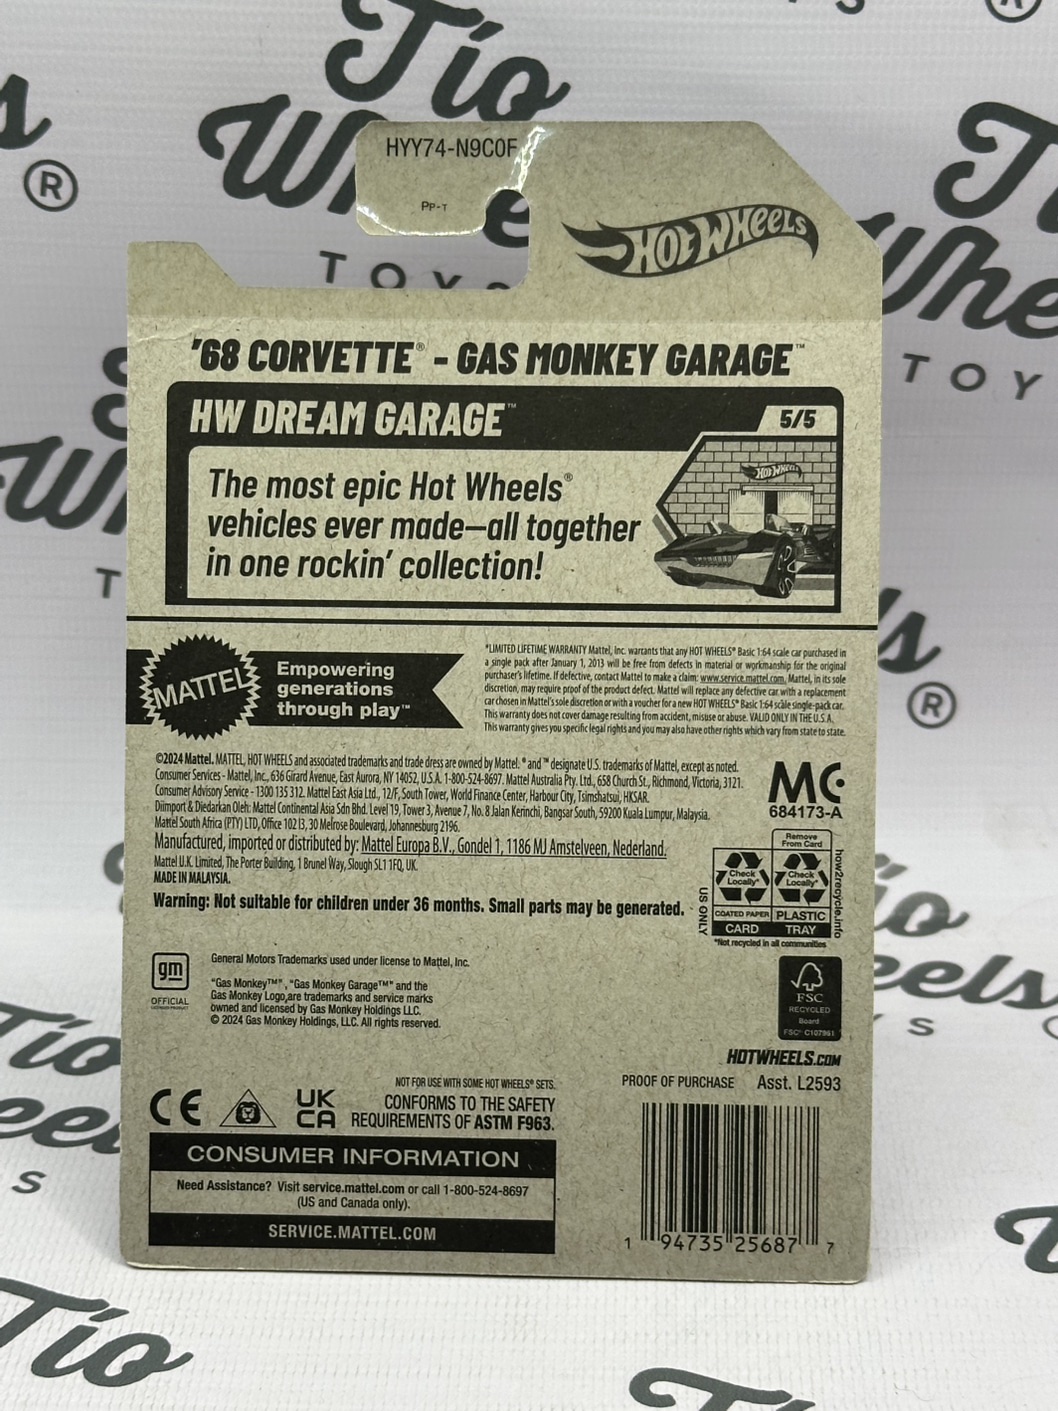 Tío
Wheels
TOYS
®
HYY74-N9C0F
PP-T
HOT WHEELS
'68 CORVETTE® - GAS MONKEY GARAGE™
HW DREAM GARAGE™
5/5
HOT WHEELS
The most epic Hot Wheels®
vehicles ever made—all together
in one rockin' collection!
MATTEL
Empowering
generations
through play™
*LIMITED LIFETIME WARRANTY Mattel, Inc. warrants that any HOT WHEELS® Basic 1:64 scale car purchased in
a single pack after January 1, 2013 will be free from defects in material or workmanship for the original
purchaser's lifetime. If defective, contact Mattel to make a claim: www.service.mattel.com. Mattel, in its sole
discretion, may require proof of the product defect. Mattel will replace any defective car with a replacement
car chosen in Mattel's sole discretion or with a voucher for a new HOT WHEELS® Basic 1:64 scale single-pack car.
This warranty does not cover damage resulting from accident, misuse or abuse. VALID ONLY IN THE U.S.A.
This warranty gives you specific legal rights and you may also have other rights which vary from state to state.
©2024 Mattel. MATTEL, HOT WHEELS and associated trademarks and trade dress are owned by Mattel. ® and ™ designate U.S. trademarks of Mattel, except as noted.
Consumer Services - Mattel, Inc., 636 Girard Avenue, East Aurora, NY 14052, U.S.A. 1-800-524-8697. Mattel Australia Pty. Ltd., 658 Church St., Richmond, Victoria, 3121.
Consumer Advisory Service - 1300 135 312. Mattel East Asia Ltd., 12/F, South Tower, World Finance Center, Harbour City, Tsimshatsui, HKSAR.
Diimport & Diedarkan Oleh: Mattel Continental Asia Sdn Bhd. Level 19, Tower 3, Avenue 7, No. 8 Jalan Kerinchi, Bangsar South, 59200 Kuala Lumpur, Malaysia.
Mattel South Africa (PTY) LTD, Office 10213, 30 Melrose Boulevard, Johannesburg 2196.
Manufactured, imported or distributed by: Mattel Europa B.V., Gondel 1, 1186 MJ Amstelveen, Nederland.
Mattel U.K. Limited, The Porter Building, 1 Brunel Way, Slough SL1 1FQ, UK.
MADE IN MALAYSIA.
Warning: Not suitable for children under 36 months. Small parts may be generated.
MC
684173-A
Remove
From Card
Check
Locally*
Check
Locally*
COATED PAPER
PLASTIC
CARD
TRAY
US ONLY
how2recycle.info
*Not recycled in all communities
gm
OFFICIAL
LICENSED PRODUCT
General Motors Trademarks used under license to Mattel, Inc.
"Gas Monkey™", "Gas Monkey Garage™" and the
Gas Monkey Logo,are trademarks and service marks
owned and licensed by Gas Monkey Holdings LLC.
© 2024 Gas Monkey Holdings, LLC. All rights reserved.
FSC
RECYCLED
Board
FSC® C107981
HOTWHEELS.COM
PROOF OF PURCHASE Asst. L2593
CE
UK
CA
NOT FOR USE WITH SOME HOT WHEELS® SETS.
CONFORMS TO THE SAFETY
REQUIREMENTS OF ASTM F963.
CONSUMER INFORMATION
Need Assistance? Visit service.mattel.com or call 1-800-524-8697
(US and Canada only).
SERVICE.MATTEL.COM
1 94735 25687 7